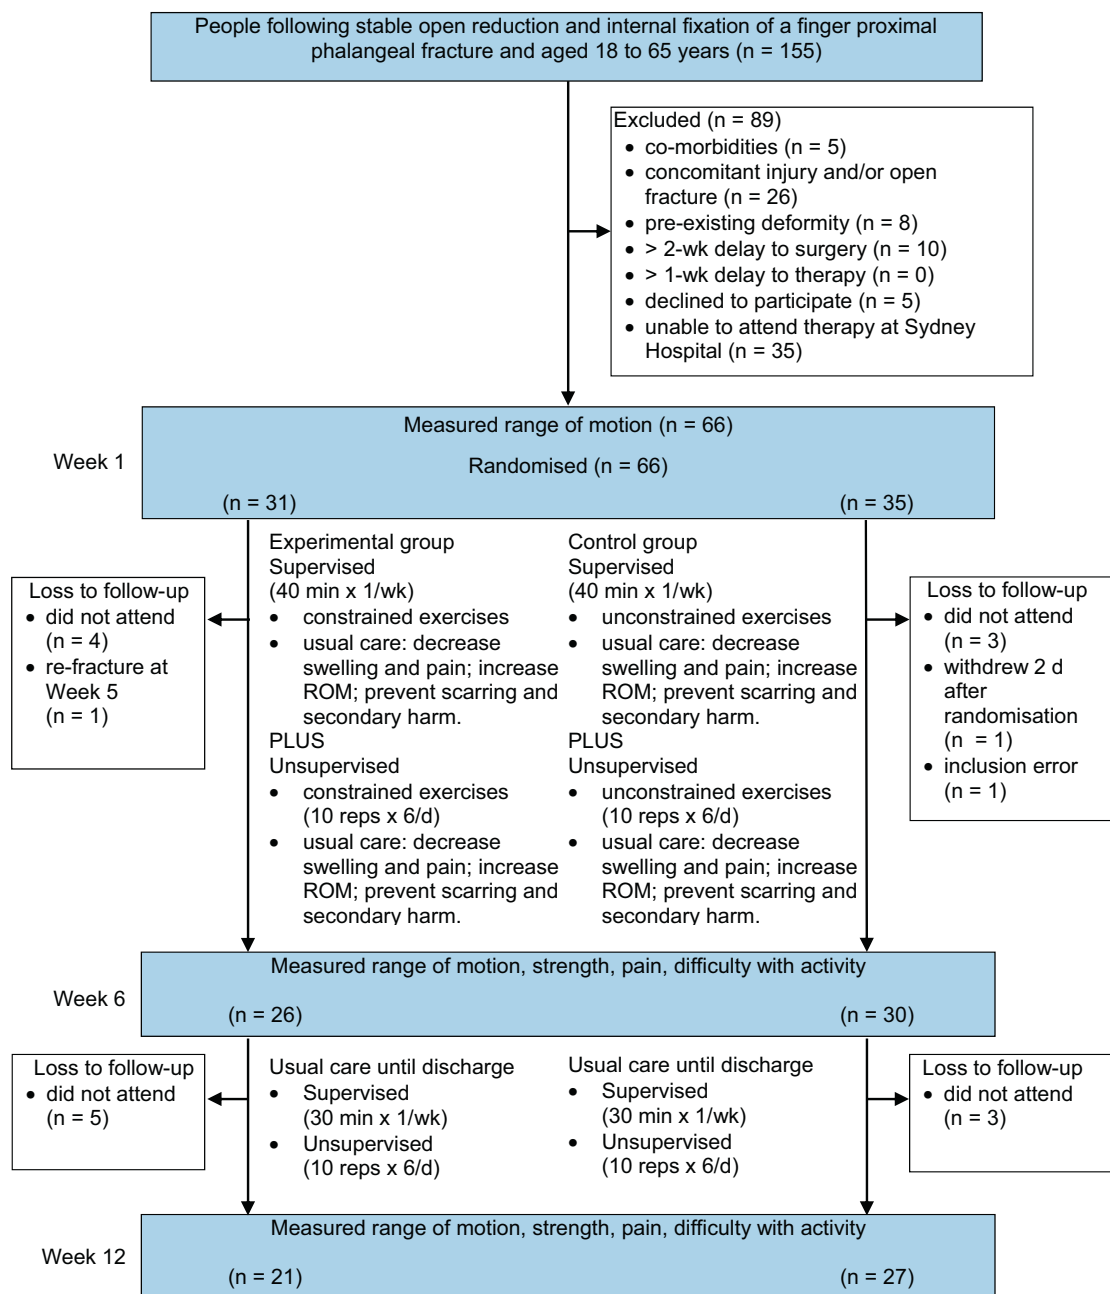 People following stable open reduction and internal fixation of a finger proximal
phalangeal fracture and aged 18 to 65 years (n = 155)
Excluded (n = 89)
• co-morbidities (n = 5)
• concomitant injury and/or open
fracture (n = 26)
• pre-existing deformity (n = 8)
• > 2-wk delay to surgery (n = 10)
• > 1-wk delay to therapy (n = 0)
• declined to participate (n = 5)
• unable to attend therapy at Sydney
Hospital (n = 35)
Week 1
Measured range of motion (n = 66)
Randomised (n = 66)
(n = 31)
(n = 35)
Loss to follow-up
• did not attend
(n = 4)
• re-fracture at
Week 5
(n = 1)
Experimental group
Supervised
(40 min x 1/wk)
• constrained exercises
• usual care: decrease
swelling and pain; increase
ROM; prevent scarring and
secondary harm.
PLUS
Unsupervised
• constrained exercises
(10 reps x 6/d)
• usual care: decrease
swelling and pain; increase
ROM; prevent scarring and
secondary harm.
Control group
Supervised
(40 min x 1/wk)
• unconstrained exercises
• usual care: decrease
swelling and pain; increase
ROM; prevent scarring and
secondary harm.
PLUS
Unsupervised
• unconstrained exercises
(10 reps x 6/d)
• usual care: decrease
swelling and pain; increase
ROM; prevent scarring and
secondary harm.
Loss to follow-up
• did not attend
(n = 3)
• withdrew 2 d
after
randomisation
(n = 1)
• inclusion error
(n = 1)
Week 6
Measured range of motion, strength, pain, difficulty with activity
(n = 26)
(n = 30)
Loss to follow-up
• did not attend
(n = 5)
Usual care until discharge
• Supervised
(30 min x 1/wk)
• Unsupervised
(10 reps x 6/d)
Usual care until discharge
• Supervised
(30 min x 1/wk)
• Unsupervised
(10 reps x 6/d)
Loss to follow-up
• did not attend
(n = 3)
Week 12
Measured range of motion, strength, pain, difficulty with activity
(n = 21)
(n = 27)